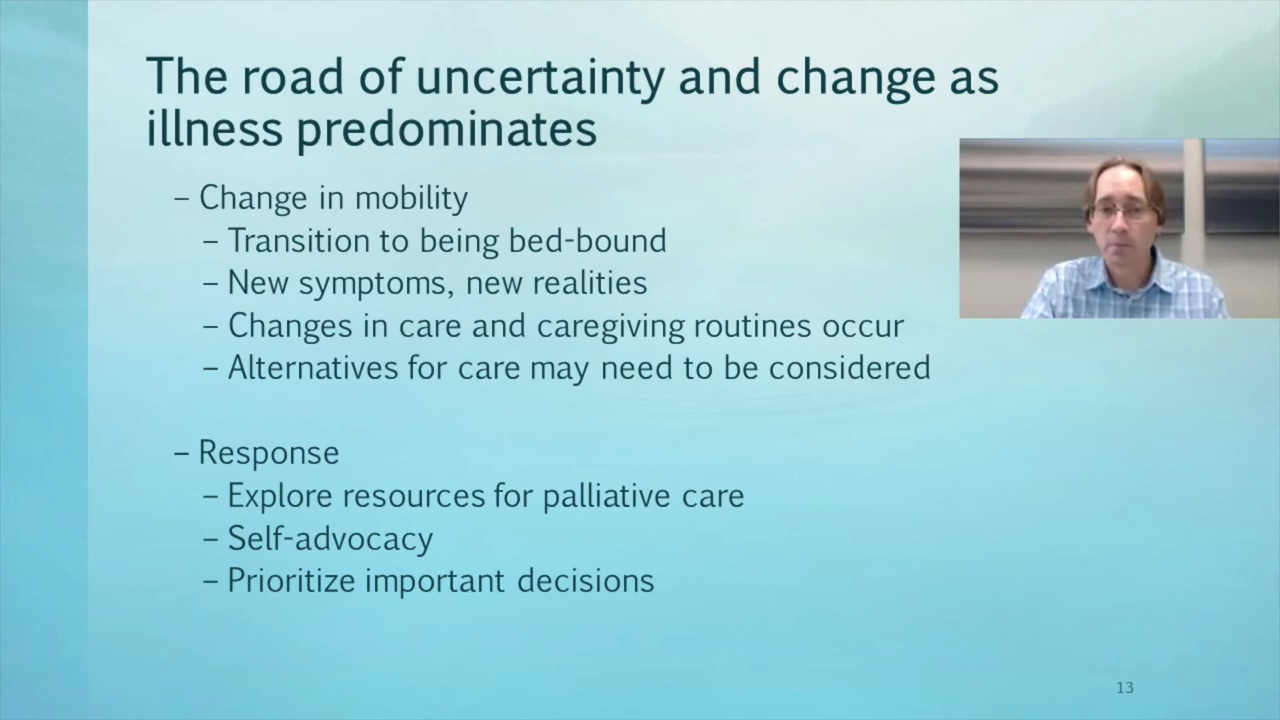 The road of uncertainty and change as
illness predominates
– Change in mobility
– Transition to being bed-bound
– New symptoms, new realities
– Changes in care and caregiving routines occur
– Alternatives for care may need to be considered
– Response
– Explore resources for palliative care
– Self-advocacy
– Prioritize important decisions
13